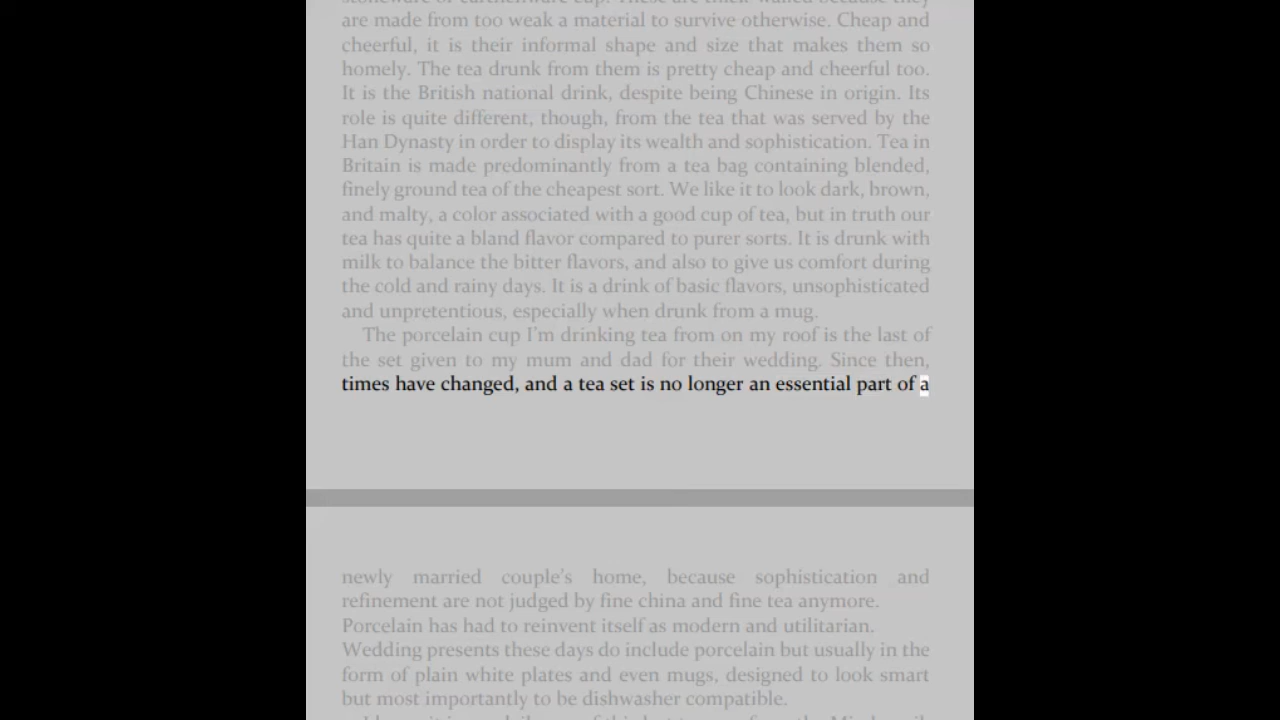 are made from too weak a material to survive otherwise. Cheap and
cheerful, it is their informal shape and size that makes them so
homely. The tea drunk from them is pretty cheap and cheerful too.
It is the British national drink, despite being Chinese in origin. Its
role is quite different, though, from the tea that was served by the
Han Dynasty in order to display its wealth and sophistication. Tea in
Britain is made predominantly from a tea bag containing blended,
finely ground tea of the cheapest sort. We like it to look dark, brown,
and malty, a color associated with a good cup of tea, but in truth our
tea has quite a bland flavor compared to purer sorts. It is drunk with
milk to balance the bitter flavors, and also to give us comfort during
the cold and rainy days. It is a drink of basic flavors, unsophisticated
and unpretentious, especially when drunk from a mug.
The porcelain cup I'm drinking tea from on my roof is the last of
the set given to my mum and dad for their wedding. Since then,
times have changed, and a tea set is no longer an essential part of a
newly married couple's home, because sophistication and
refinement are not judged by fine china and fine tea anymore.
Porcelain has had to reinvent itself as modern and utilitarian.
Wedding presents these days do include porcelain but usually in the
form of plain white plates and even mugs, designed to look smart
but most importantly to be dishwasher compatible.